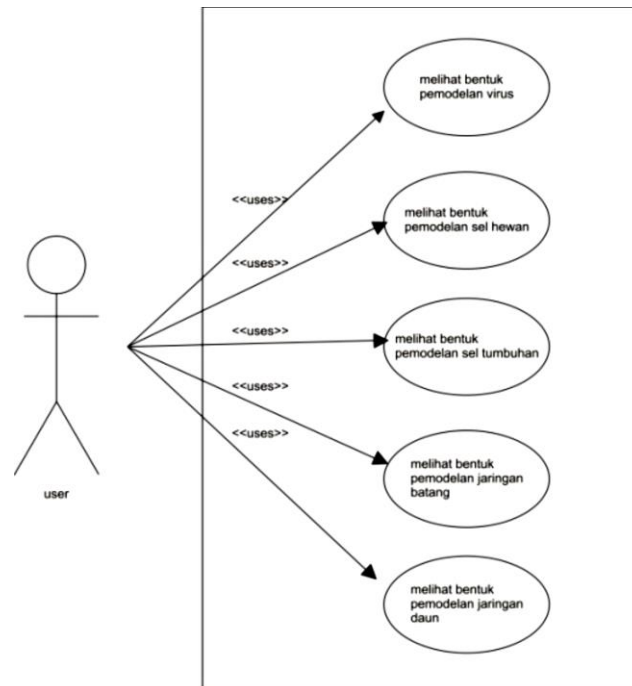 melihat bentuk
pemodelan virus
<<uses>>
melihat bentuk
pemodelan sel hewan
<<uses>>
<<uses>>
melihat bentuk
pemodelan sel tumbuhan
<<uses>>
<<uses>>
melihat bentuk
pemodelan jaringan
batang
user
melihat bentuk
pemodelan jaringan
daun